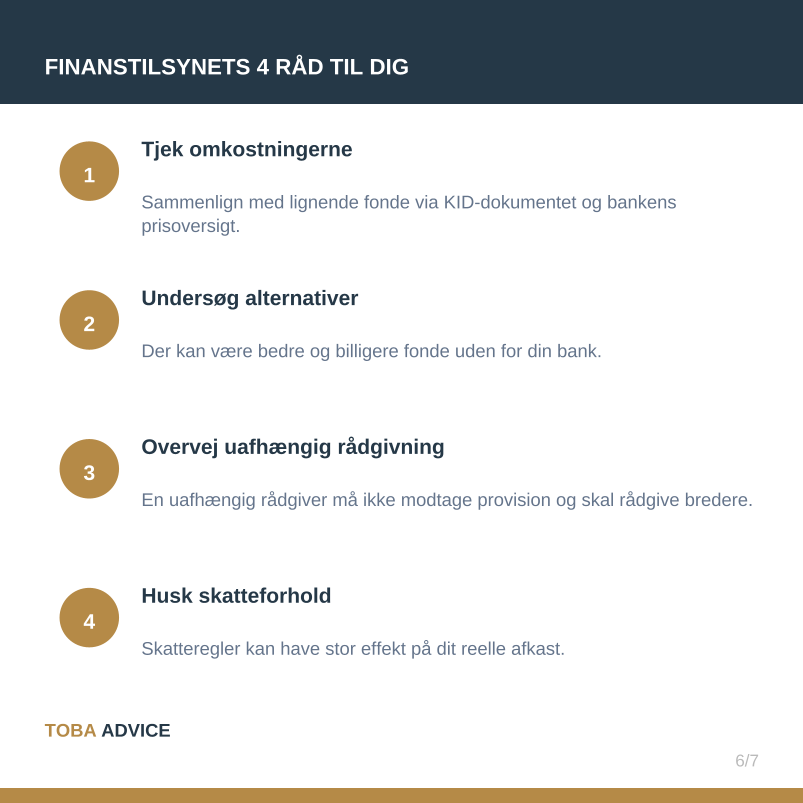 FINANSTILSYNETS 4 RÅD TIL DIG
1
Tjek omkostningerne
Sammenlign med lignende fonde via KID-dokumentet og bankens
prisoversigt.
2
Undersøg alternativer
Der kan være bedre og billigere fonde uden for din bank.
3
Overvej uafhængig rådgivning
En uafhængig rådgiver må ikke modtage provision og skal rådgive bredere.
4
Husk skatteforhold
Skatteregler kan have stor effekt på dit reelle afkast.
TOBA ADVICE
6/7